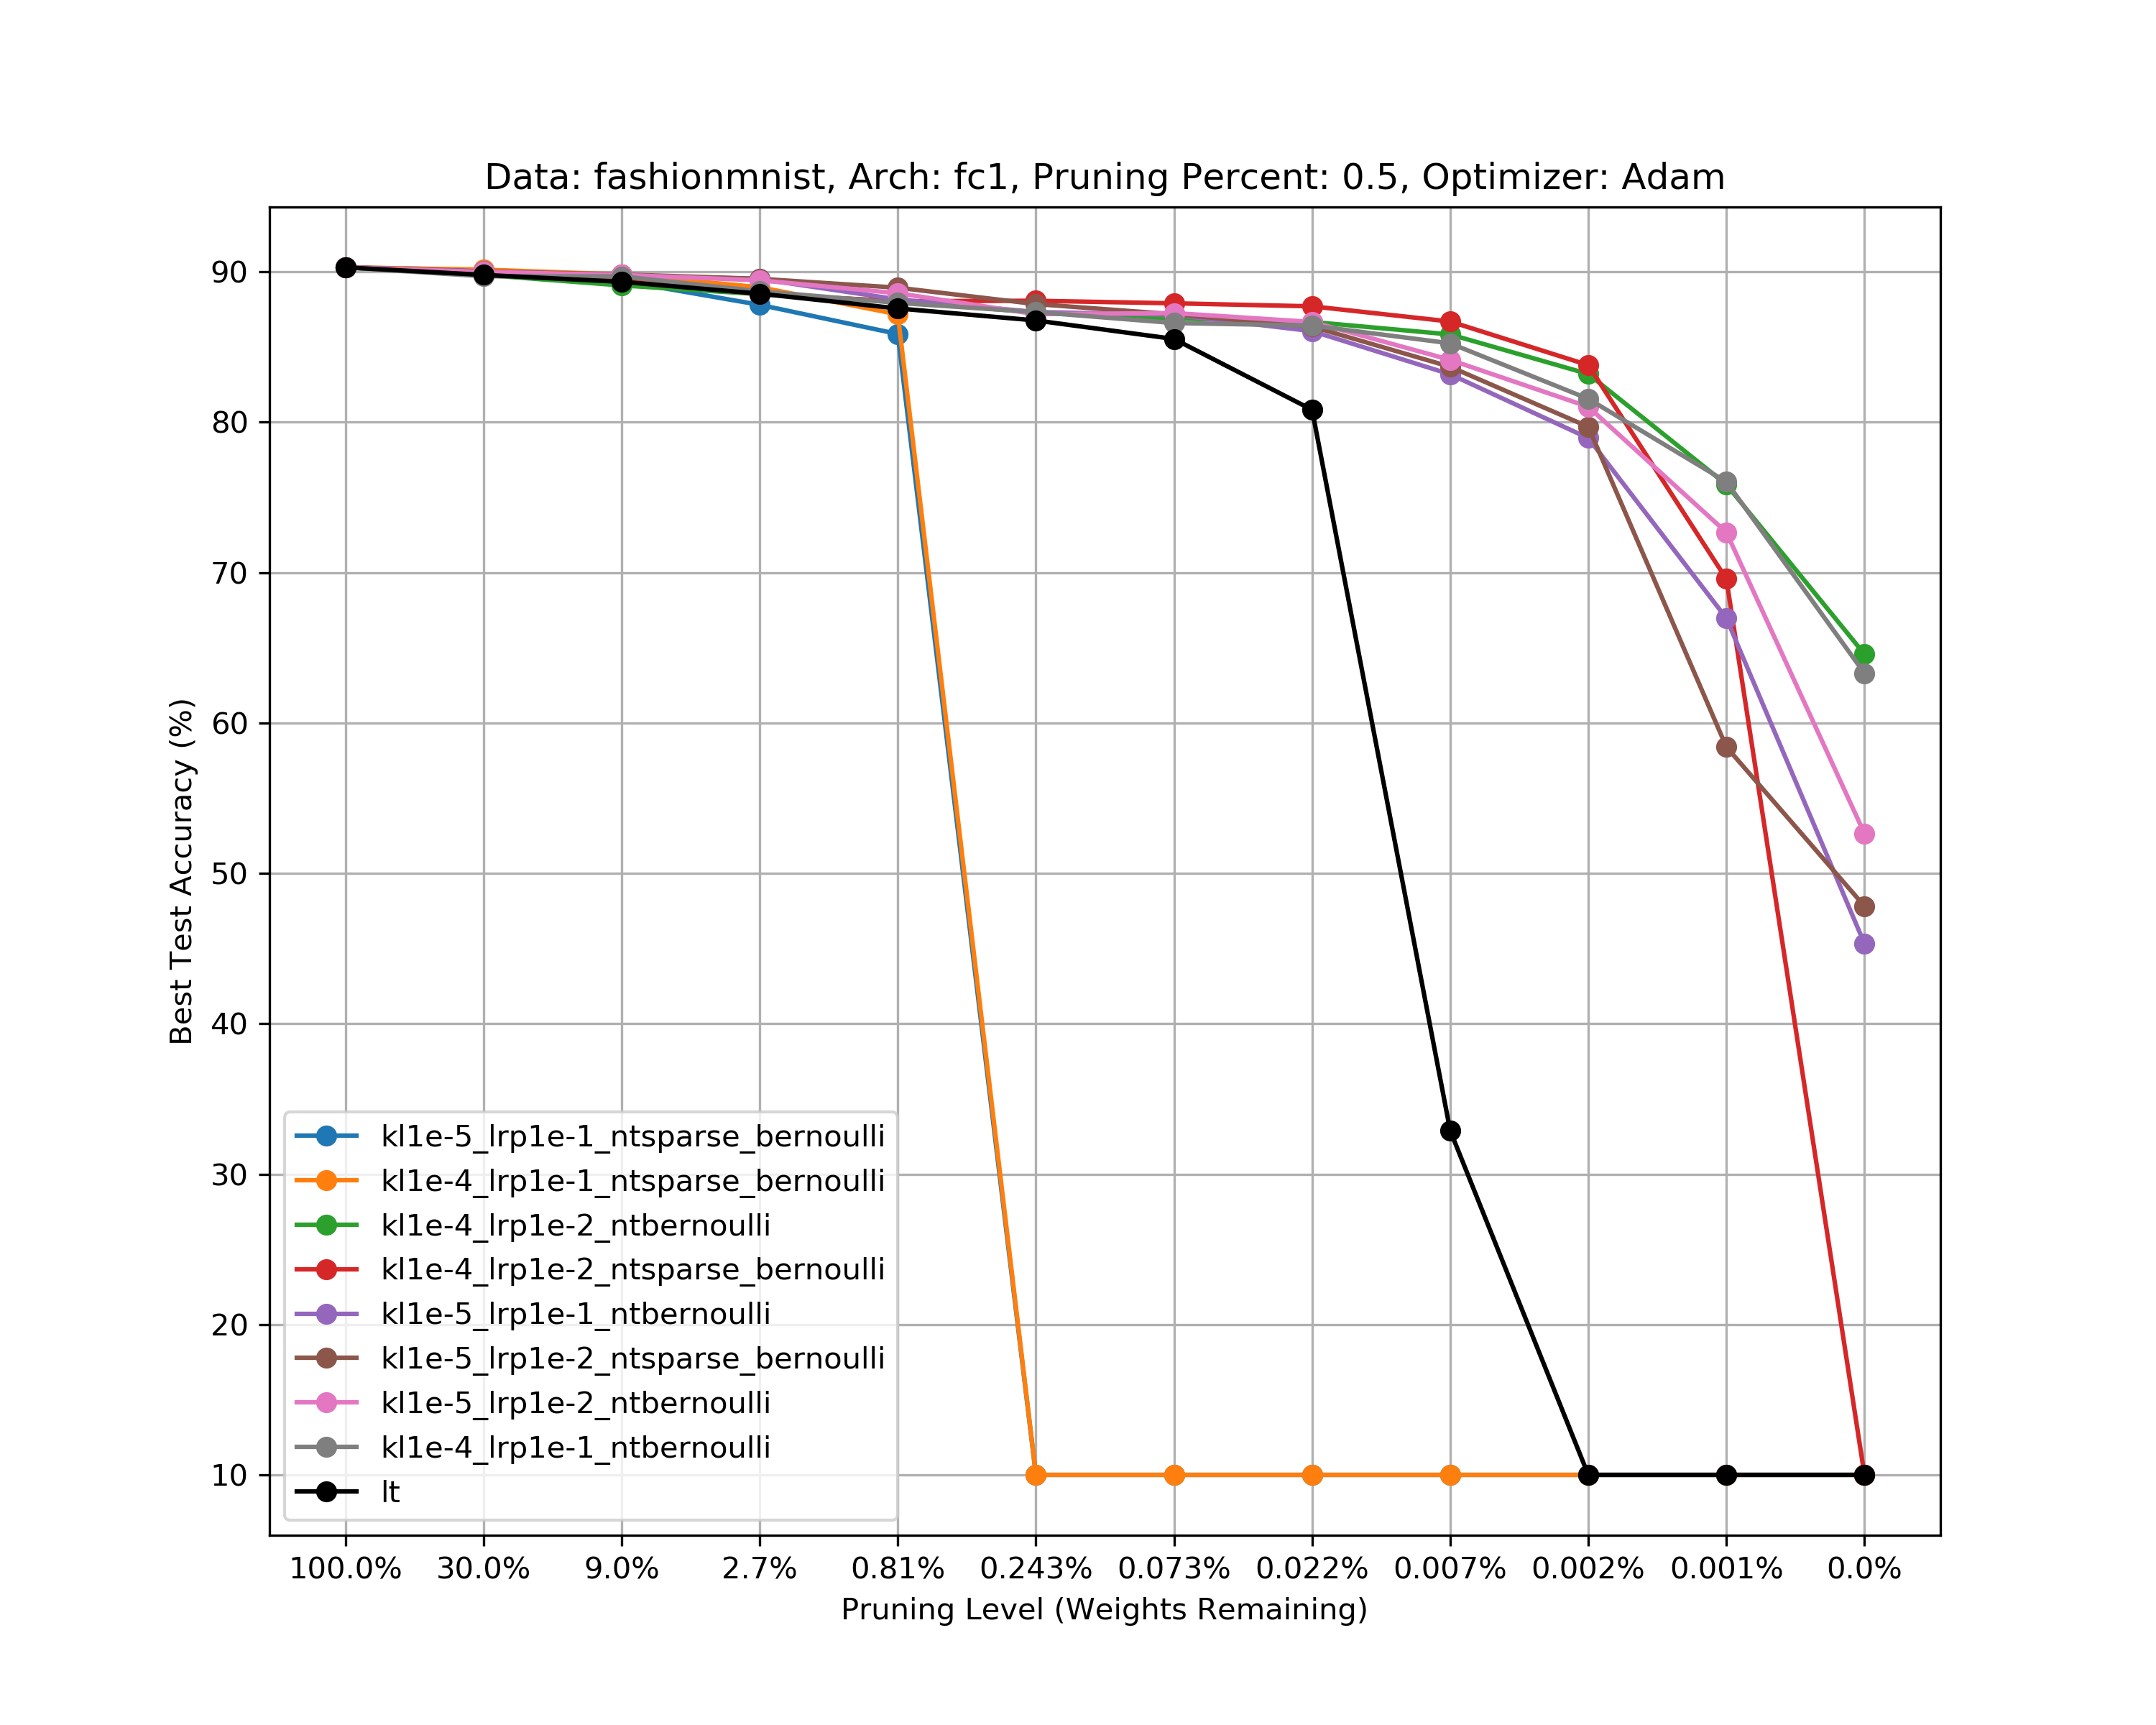 Data: fashionmnist, Arch: fc1, Pruning Percent: 0.5, Optimizer: Adam
Best Test Accuracy (%)
90
80
70
60
50
40
30
20
10
kl1e-5_lrp1e-1_ntsparse_bernoulli
kl1e-4_lrp1e-1_ntsparse_bernoulli
kl1e-4_lrp1e-2_ntbernoulli
kl1e-4_lrp1e-2_ntsparse_bernoulli
kl1e-5_lrp1e-1_ntbernoulli
kl1e-5_lrp1e-2_ntsparse_bernoulli
kl1e-5_lrp1e-2_ntbernoulli
kl1e-4_lrp1e-1_ntbernoulli
lt
100.0% 30.0% 9.0% 2.7% 0.81% 0.243% 0.073% 0.022% 0.007% 0.002% 0.001% 0.0%
Pruning Level (Weights Remaining)